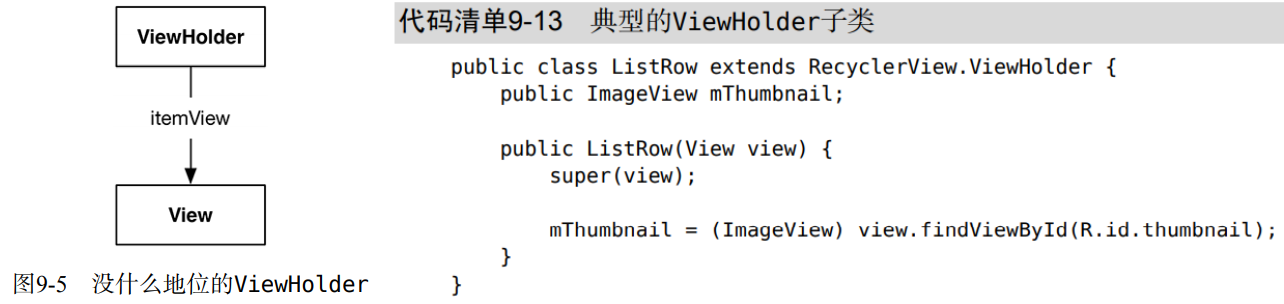 ViewHolder
itemView
View
图9-5 没什么地位的ViewHolder
代码清单9-13 典型的ViewHolder子类
public class ListRow extends RecyclerView.ViewHolder {
    public ImageView mThumbnail;

    public ListRow(View view) {
        super(view);

        mThumbnail = (ImageView) view.findViewById(R.id.thumbnail);
    }
}